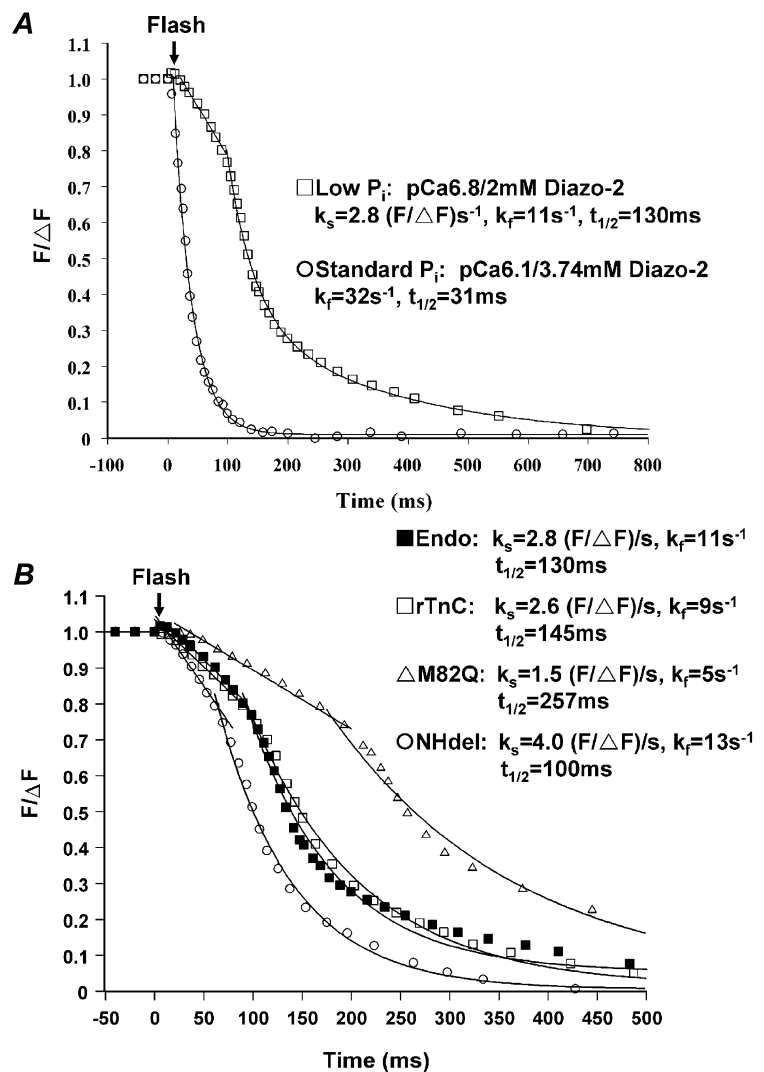 A
Flash
1.1
1.0
0.9
0.8
0.7
0.6
0.5
0.4
0.3
0.2
0.1
0
F/△F
□Low Pi: pCa6.8/2mM Diazo-2
ks=2.8 (F/△F)s-1, kf=11s-1, t1/2=130ms
○Standard Pi: pCa6.1/3.74mM Diazo-2
kf=32s-1, t1/2=31ms
-100 0 100 200 300 400 500 600 700 800
Time (ms)
■Endo: ks=2.8 (F/△F)/s, kf=11s-1
t1/2=130ms
□rTnC: ks=2.6 (F/△F)/s, kf=9s-1
t1/2=145ms
△M82Q: ks=1.5 (F/△F)/s, kf=5s-1
t1/2=257ms
○NHdel: ks=4.0 (F/△F)/s, kf=13s-1
t1/2=100ms
B
Flash
1.1
1.0
0.9
0.8
0.7
0.6
0.5
0.4
0.3
0.2
0.1
0
F/△F
-50 0 50 100 150 200 250 300 350 400 450 500
Time (ms)